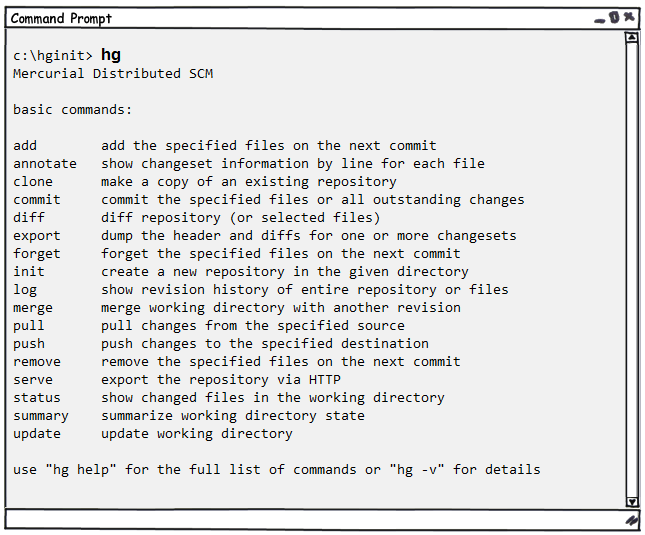 Command Prompt
c:\hginit> hg
Mercurial Distributed SCM
basic commands:
add add the specified files on the next commit
annotate show changeset information by line for each file
clone make a copy of an existing repository
commit commit the specified files or all outstanding changes
diff diff repository (or selected files)
export dump the header and diffs for one or more changesets
forget forget the specified files on the next commit
init create a new repository in the given directory
log show revision history of entire repository or files
merge merge working directory with another revision
pull pull changes from the specified source
push push changes to the specified destination
remove remove the specified files on the next commit
serve export the repository via HTTP
status show changed files in the working directory
summary summarize working directory state
update update working directory
use "hg help" for the full list of commands or "hg -v" for details